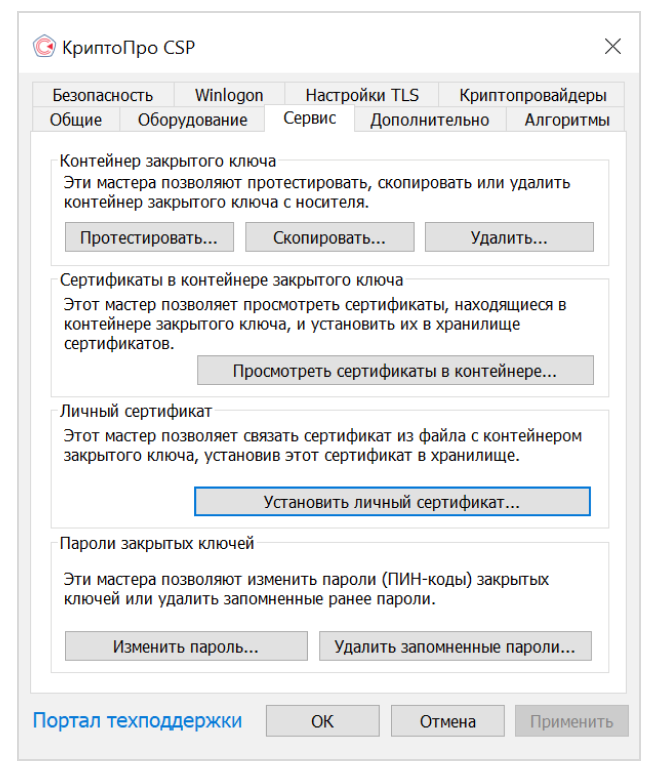 КриптоПро CSP
Безопасность Winlogon Настройки TLS Криптопровайдеры
Общие Оборудование Сервис Дополнительно Алгоритмы
Контейнер закрытого ключа
Эти мастера позволяют протестировать, скопировать или удалить
контейнер закрытого ключа с носителя.
Протестировать... Скопировать... Удалить...
Сертификаты в контейнере закрытого ключа
Этот мастер позволяет просмотреть сертификаты, находящиеся в
контейнере закрытого ключа, и установить их в хранилище
сертификатов.
Просмотреть сертификаты в контейнере...
Личный сертификат
Этот мастер позволяет связать сертификат из файла с контейнером
закрытого ключа, установив этот сертификат в хранилище.
Установить личный сертификат...
Пароли закрытых ключей
Эти мастера позволяют изменить пароли (ПИН-коды) закрытых
ключей или удалить запомненные ранее пароли.
Изменить пароль... Удалить запомненные пароли...
Портал техподдержки ОК Отмена Применить